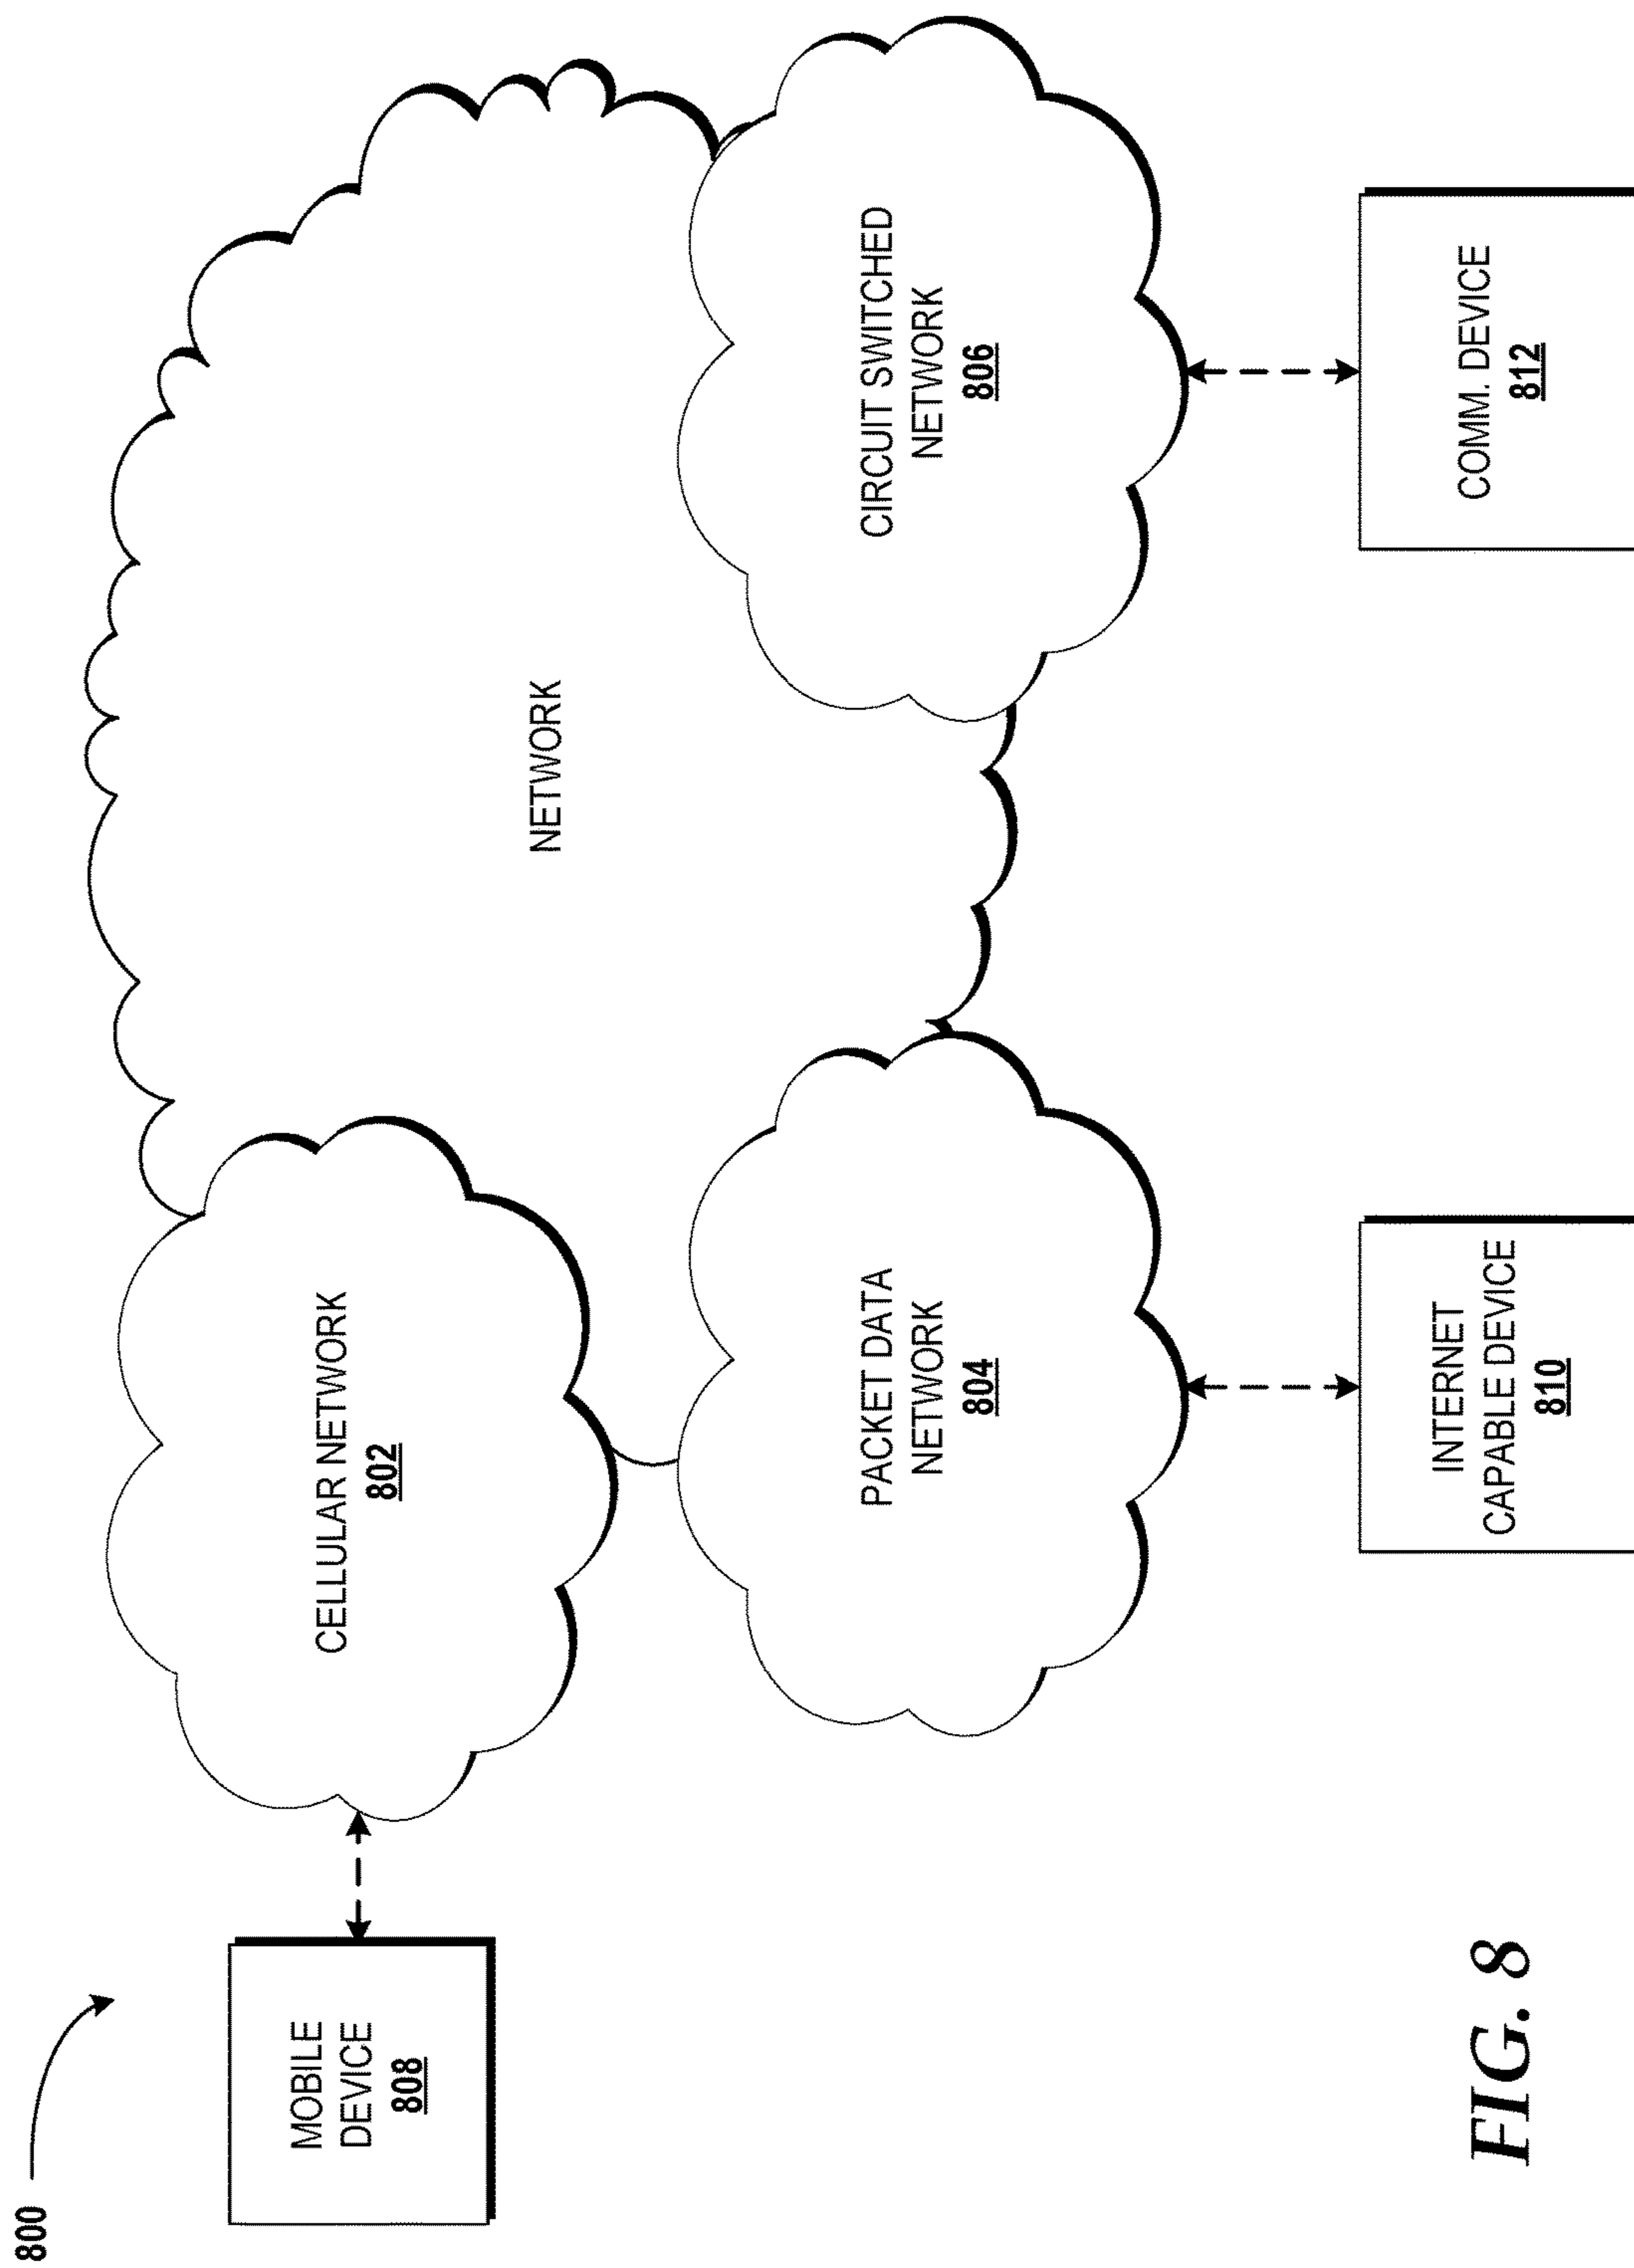 800
MOBILE
DEVICE
808
CELLULAR NETWORK
802
NETWORK
PACKET DATA
NETWORK
804
CIRCUIT SWITCHED
NETWORK
806
INTERNET
CAPABLE DEVICE
810
COMM. DEVICE
812
FIG. 8